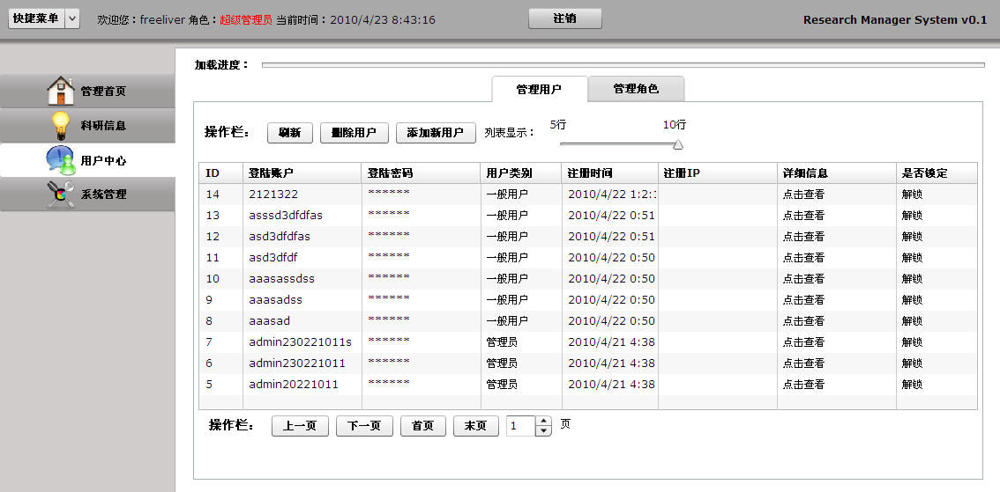 快捷菜单 欢迎您：freeliver 角色：超级管理员 当前时间：2010/4/23 8:43:16 注销 Research Manager System v0.1
加载进度：
管理首页
科研信息
用户中心
系统管理
管理用户 管理角色
操作栏： 刷新 删除用户 添加新用户 列表显示： 5行 10行
ID 登陆账户 登陆密码 用户类别 注册时间 注册IP 详细信息 是否锁定
14 2121322 ****** 一般用户 2010/4/22 1:2: 点击查看 解锁
13 asssd3dfdfas ****** 一般用户 2010/4/22 0:51 点击查看 解锁
12 asd3dfdfas ****** 一般用户 2010/4/22 0:51 点击查看 解锁
11 asd3dfdf ****** 一般用户 2010/4/22 0:50 点击查看 解锁
10 aaasassdss ****** 一般用户 2010/4/22 0:50 点击查看 解锁
9 aaasadss ****** 一般用户 2010/4/22 0:50 点击查看 解锁
8 aaasad ****** 一般用户 2010/4/22 0:50 点击查看 解锁
7 admin230221011s ****** 管理员 2010/4/21 4:38 点击查看 解锁
6 admin230221011 ****** 管理员 2010/4/21 4:38 点击查看 解锁
5 admin20221011 ****** 管理员 2010/4/21 4:38 点击查看 解锁
操作栏： 上一页 下一页 首页 末页 1 页